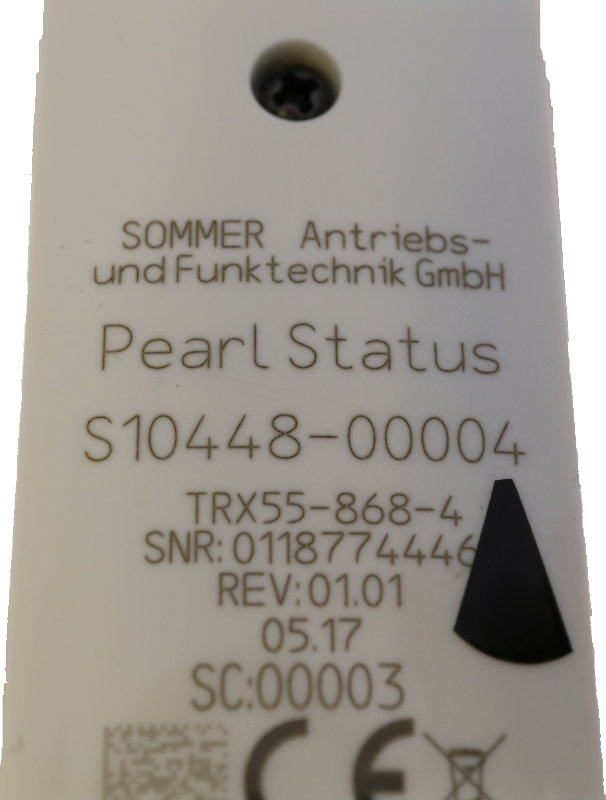 SOMMER Antriebs-
und Funktechnik GmbH
Pearl Status
S10448-00004
TRX55-868-4
SNR:
REV:01.01
05.17
SC:00003
CE